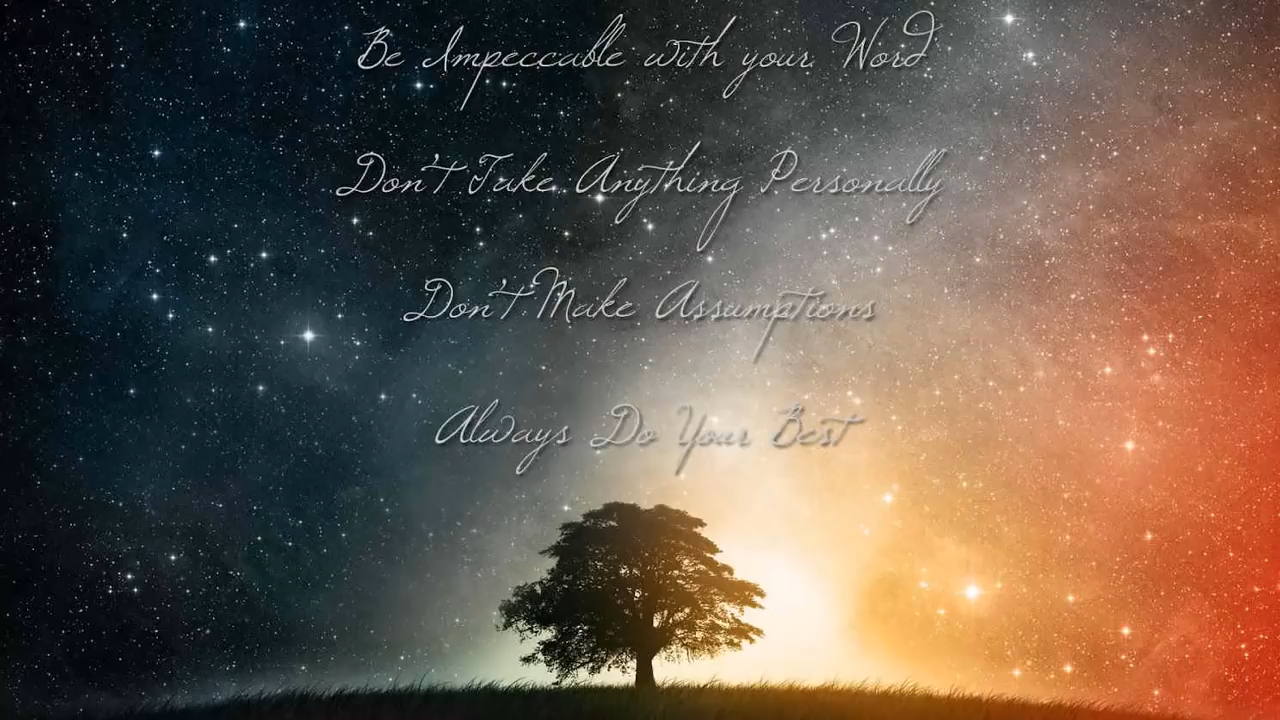 Be Impeccable with your Word
Don't Take Anything Personally
Don't Make Assumptions
Always Do Your Best